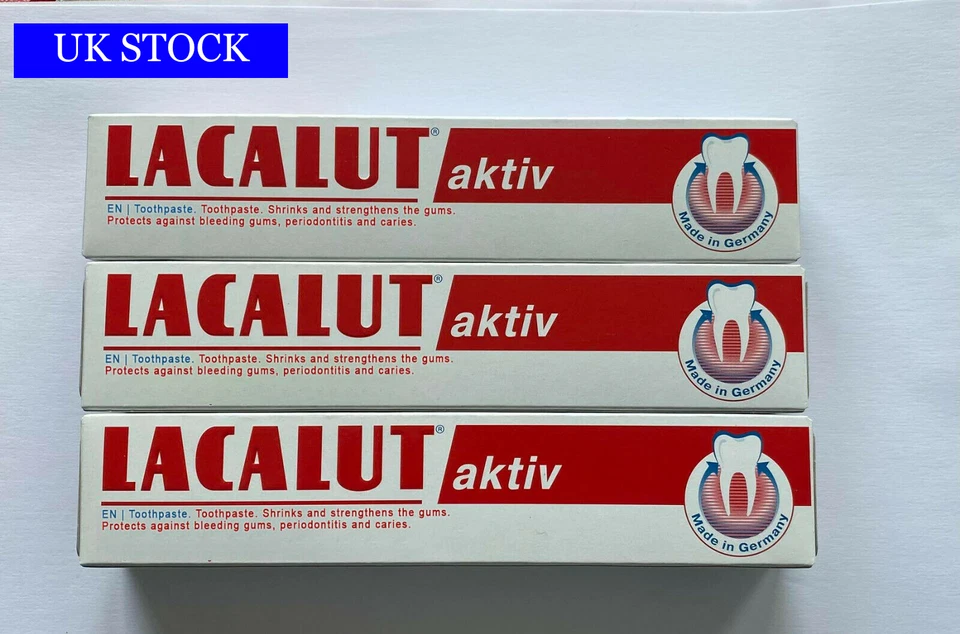 UK STOCK
LACALUT® aktiv
EN | Toothpaste. Toothpaste. Shrinks and strengthens the gums.
Protects against bleeding gums, periodontitis and caries.
Made in Germany
LACALUT® aktiv
EN | Toothpaste. Toothpaste. Shrinks and strengthens the gums.
Protects against bleeding gums, periodontitis and caries.
Made in Germany
LACALUT® aktiv
EN | Toothpaste. Toothpaste. Shrinks and strengthens the gums.
Protects against bleeding gums, periodontitis and caries.
Made in Germany